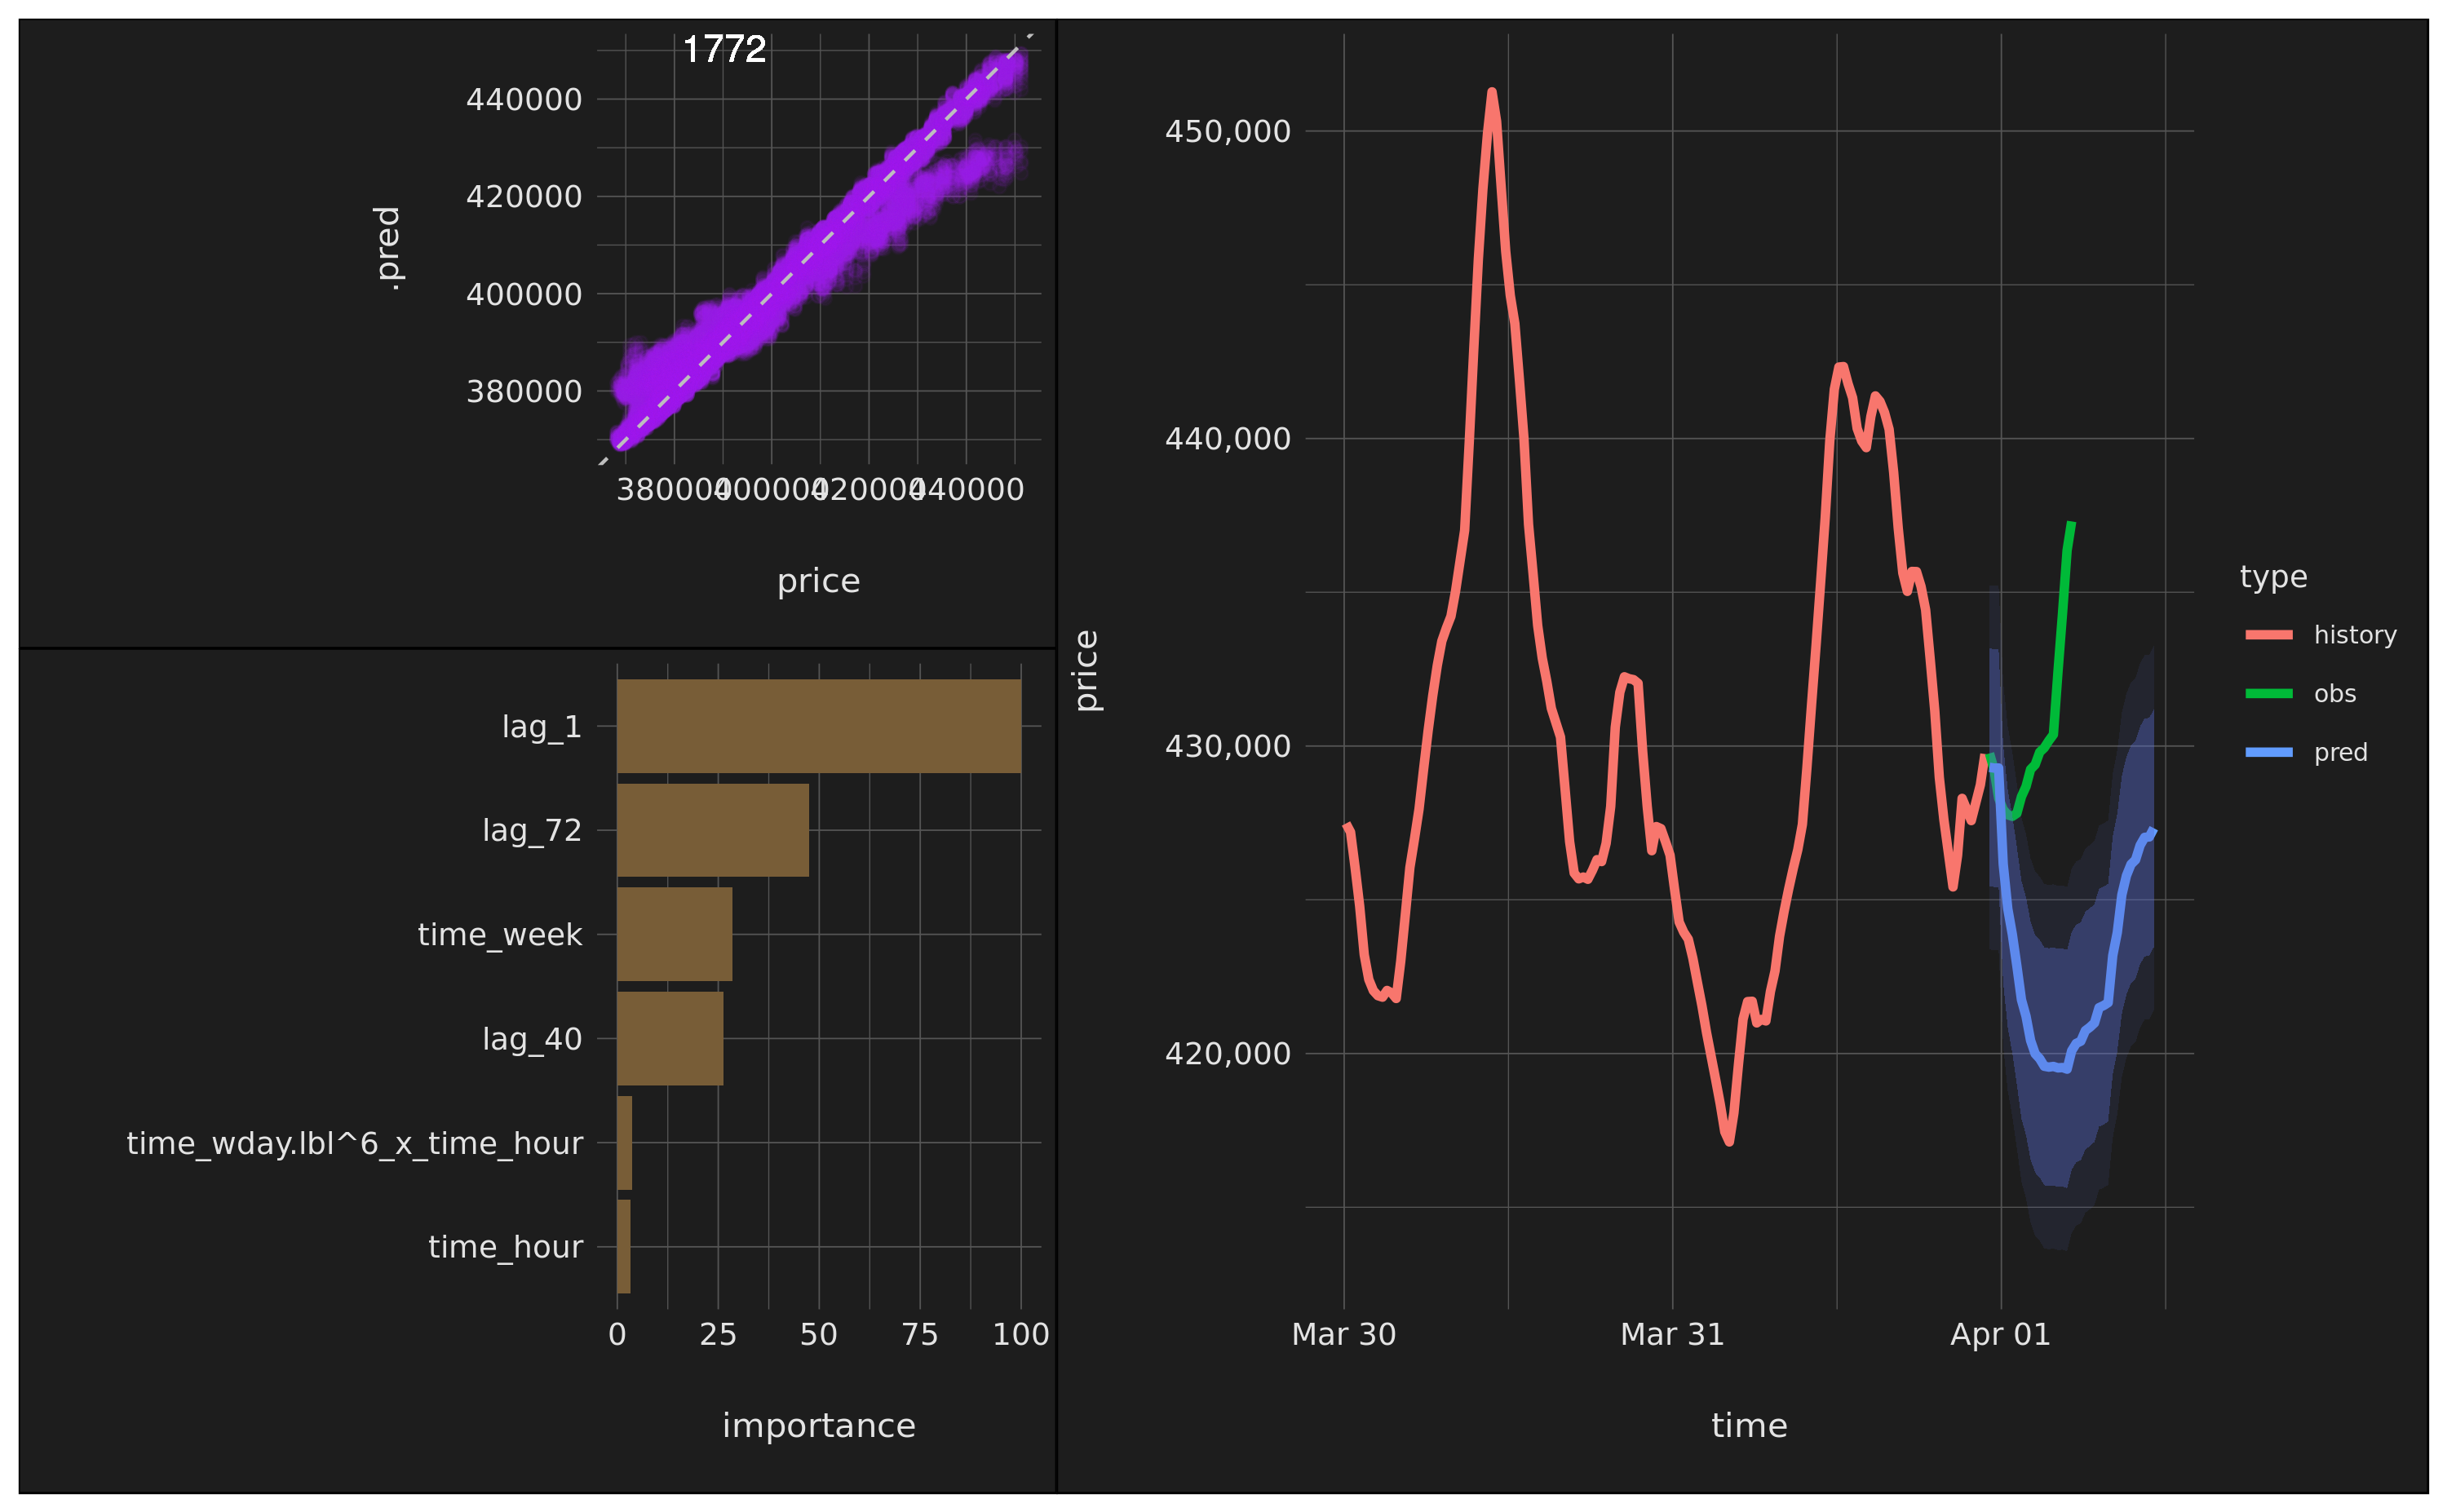 1772
440000
420000
400000
380000
.pred
380000 400000 420000 440000
price
lag_1
lag_72
time_week
lag_40
time_wday.lbl^6_x_time_hour
time_hour
0 25 50 75 100
importance
450,000
440,000
430,000
420,000
price
Mar 30 Mar 31 Apr 01
time
type
history
obs
pred